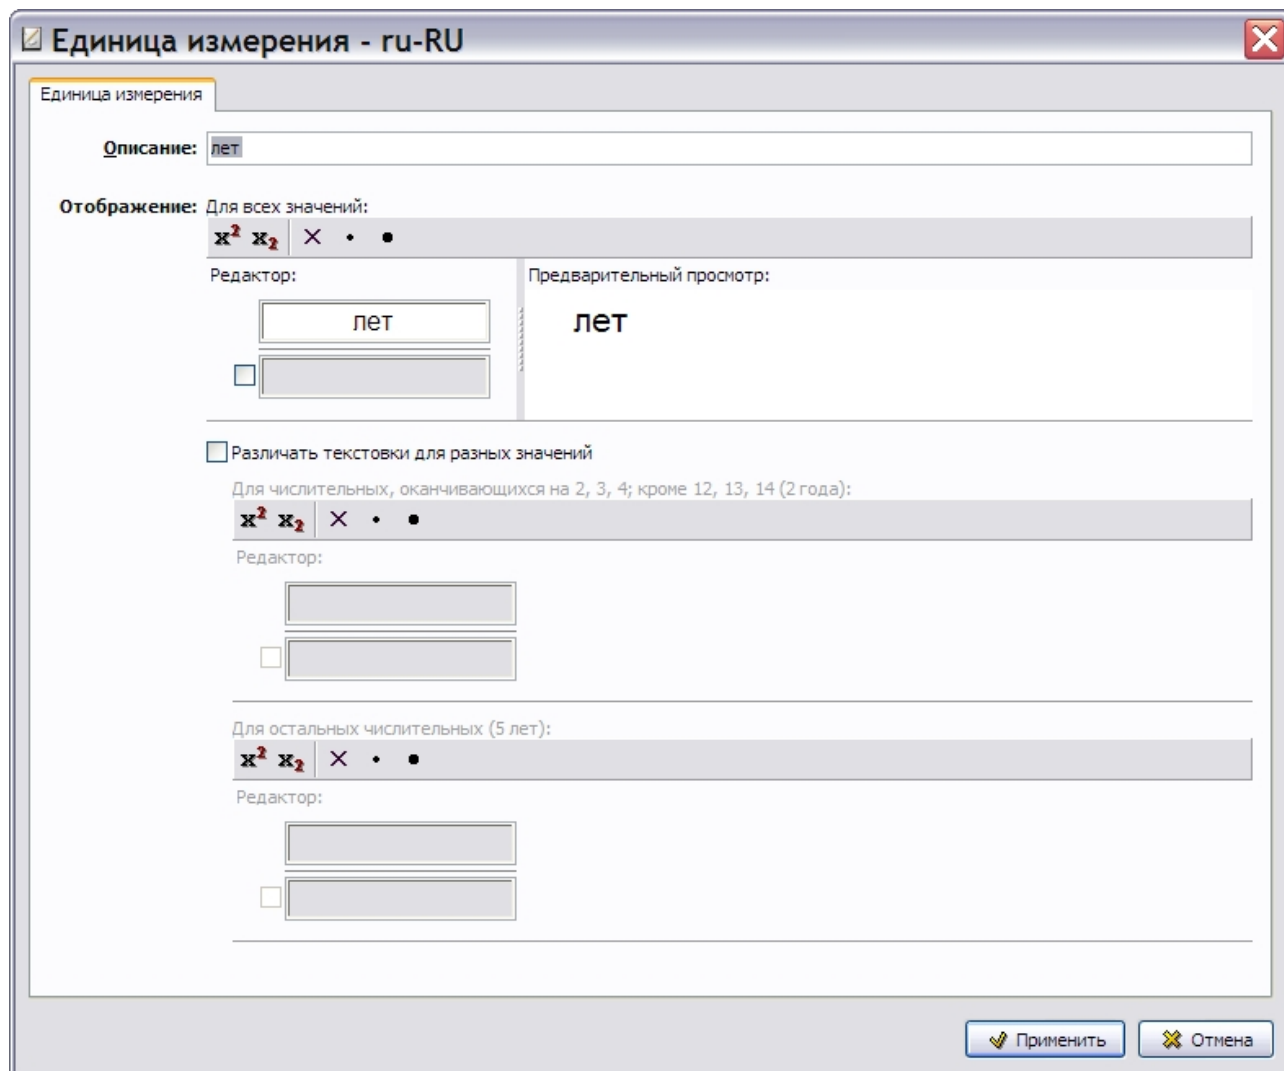 Единица измерения - ru-RU
Единица измерения
Описание: лет
Отображение: Для всех значений:
x² x₂ × • ●
Редактор: Предварительный просмотр:
лет лет
Различать текстовки для разных значений
Для числительных, оканчивающихся на 2, 3, 4; кроме 12, 13, 14 (2 года):
x² x₂ × • ●
Редактор:
Для остальных числительных (5 лет):
x² x₂ × • ●
Редактор:
Применить Отмена